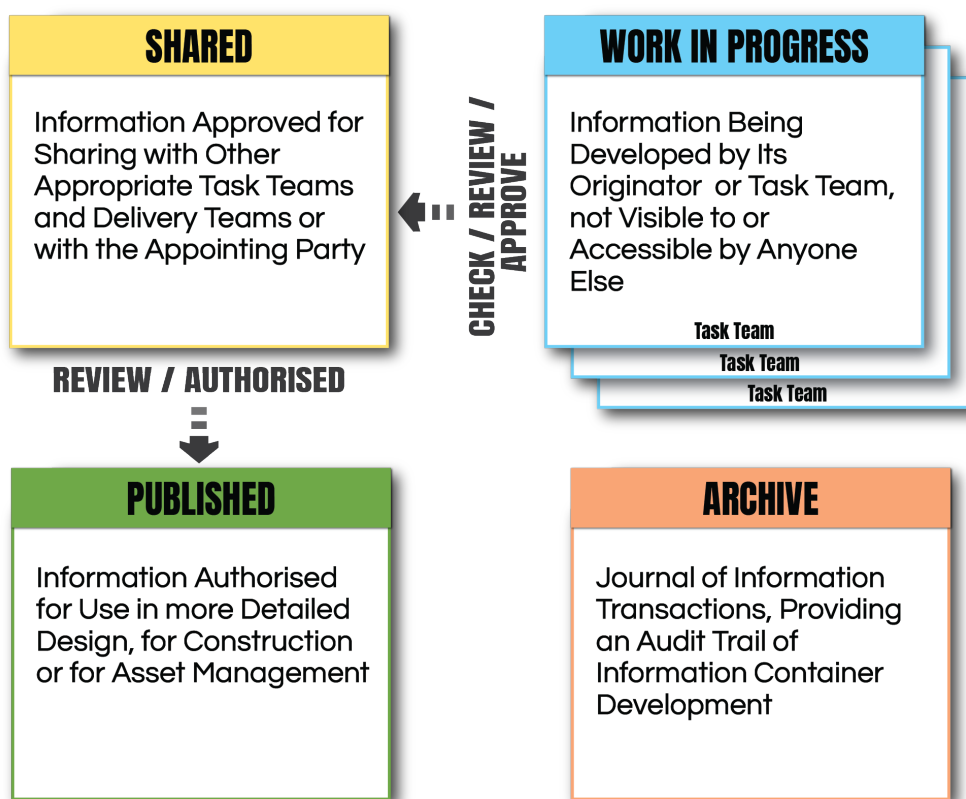 SHARED
Information Approved for
Sharing with Other
Appropriate Task Teams
and Delivery Teams or
with the Appointing Party
CHECK / REVIEW /
APPROVE
WORK IN PROGRESS
Information Being
Developed by Its
Originator  or Task Team,
not Visible to or
Accessible by Anyone
Else
Task Team
Task Team
Task Team
REVIEW / AUTHORISED
PUBLISHED
Information Authorised
for Use in more Detailed
Design, for Construction
or for Asset Management
ARCHIVE
Journal of Information
Transactions, Providing
an Audit Trail of
Information Container
Development